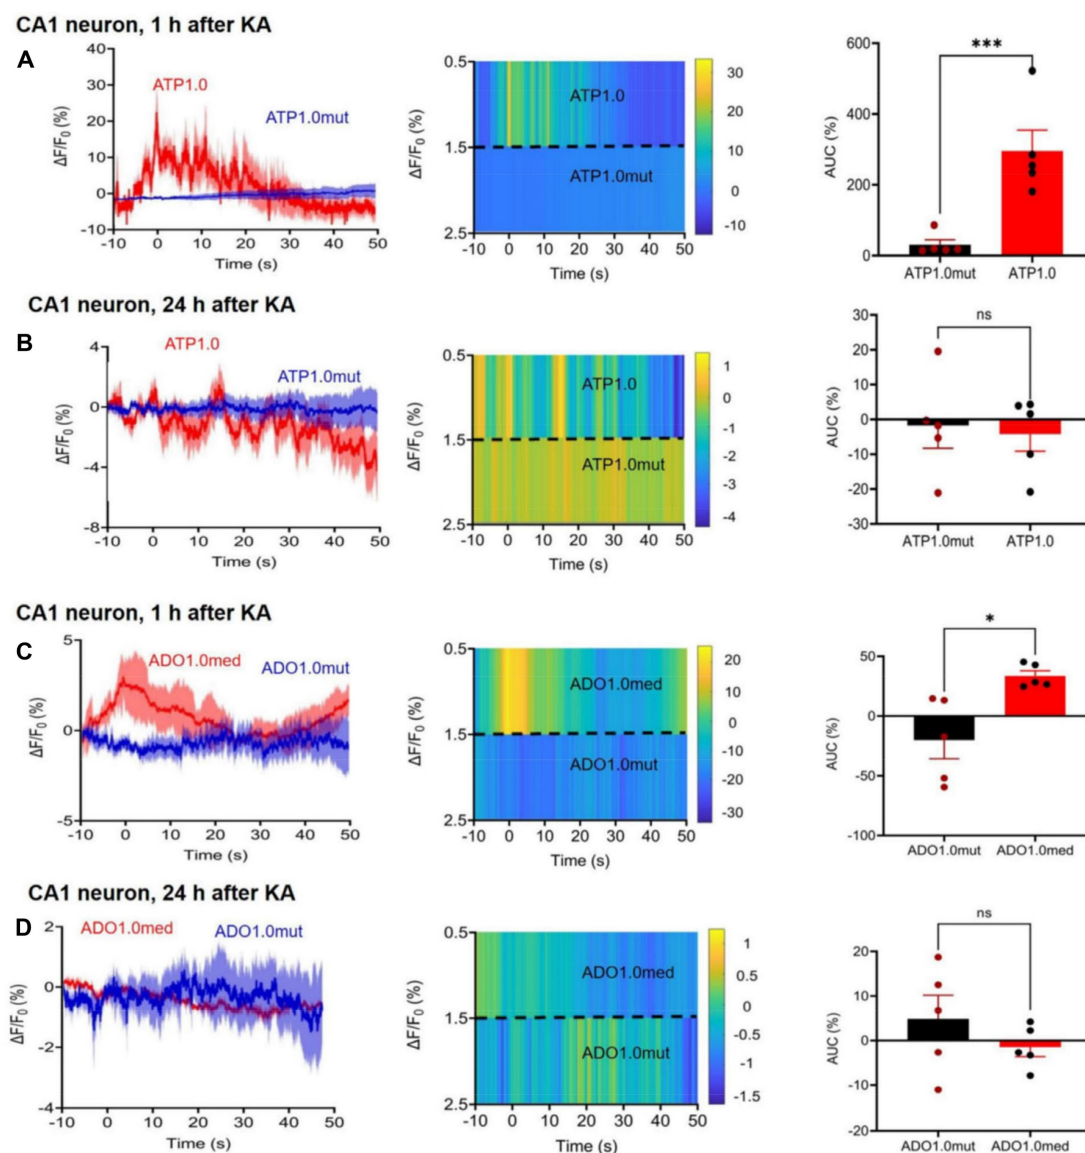 CA1 neuron, 1 h after KA
A
ΔF/F0 (%)
40
30
20
10
0
-10
ATP1.0
ATP1.0mut
-10 0 10 20 30 40 50
Time (s)
ΔF/F0 (%)
0.5
1.5
2.5
ATP1.0
ATP1.0mut
-10 0 10 20 30 40 50
Time (s)
30
20
10
0
-10
AUC (%)
600
400
200
0
***
ATP1.0mut ATP1.0
CA1 neuron, 24 h after KA
B
ΔF/F0 (%)
4
0
-4
-8
ATP1.0
ATP1.0mut
-10 0 10 20 30 40 50
Time (s)
ΔF/F0 (%)
0.5
1.5
2.5
ATP1.0
ATP1.0mut
-10 0 10 20 30 40 50
Time (s)
1
0
-1
-2
-3
-4
AUC (%)
30
20
10
0
-10
-20
-30
ns
ATP1.0mut ATP1.0
CA1 neuron, 1 h after KA
C
ΔF/F0 (%)
5
0
-5
ADO1.0med
ADO1.0mut
-10 0 10 20 30 40 50
Time (s)
ΔF/F0 (%)
0.5
1.5
2.5
ADO1.0med
ADO1.0mut
-10 0 10 20 30 40 50
Time (s)
20
10
0
-10
-20
-30
AUC (%)
50
0
-50
-100
*
ADO1.0mut ADO1.0med
CA1 neuron, 24 h after KA
D
ΔF/F0 (%)
2
0
-2
-4
ADO1.0med
ADO1.0mut
-10 0 10 20 30 40 50
Time (s)
ΔF/F0 (%)
0.5
1.5
2.5
ADO1.0med
ADO1.0mut
-10 0 10 20 30 40 50
Time (s)
1
0.5
0
-0.5
-1
-1.5
AUC (%)
20
10
0
-10
-20
ns
ADO1.0mut ADO1.0med